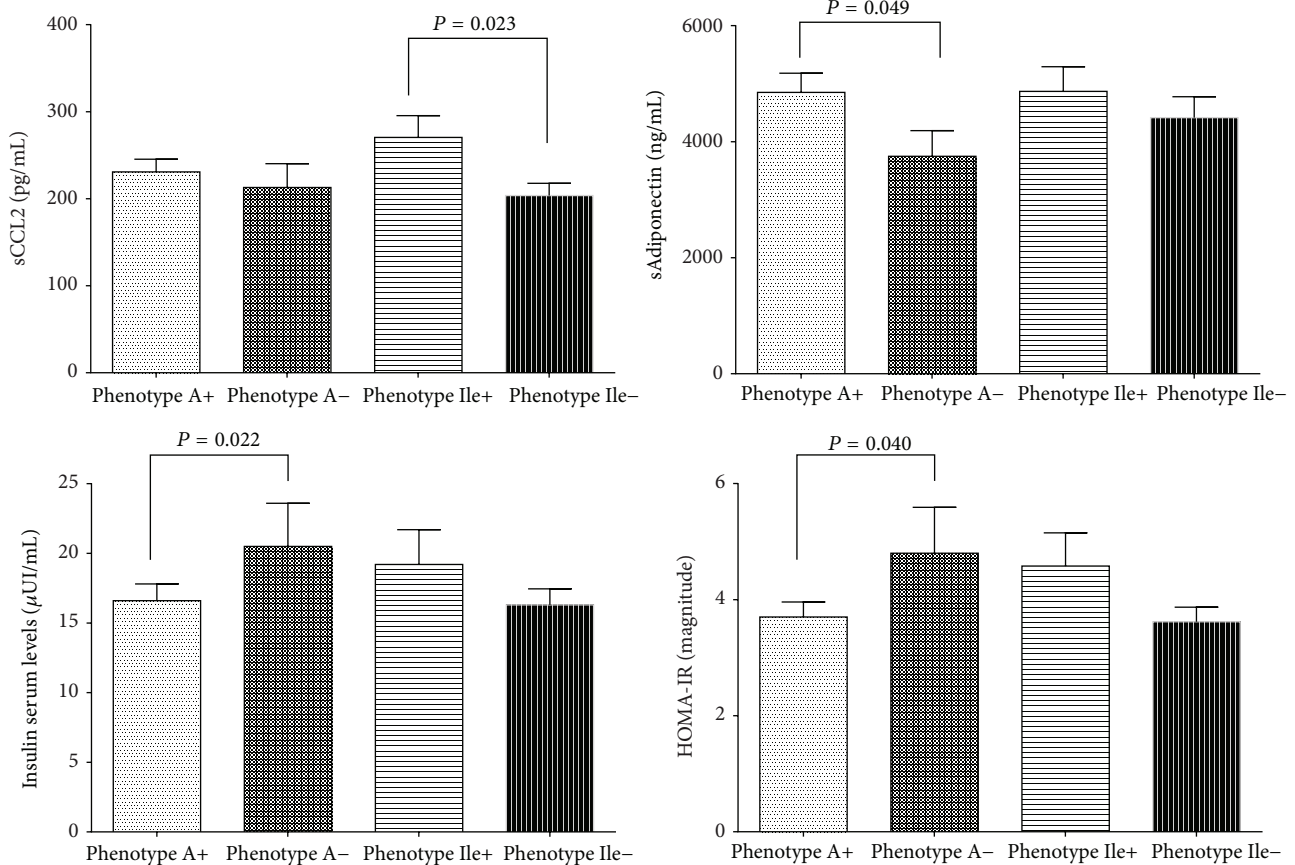 P = 0.023
400
300
200
100
0
sCCL2 (pg/mL)
Phenotype A+ Phenotype A− Phenotype Ile+ Phenotype Ile−
P = 0.049
6000
4000
2000
0
sAdiponectin (ng/mL)
Phenotype A+ Phenotype A− Phenotype Ile+ Phenotype Ile−
P = 0.022
25
20
15
10
5
0
Insulin serum levels (μUI/mL)
Phenotype A+ Phenotype A− Phenotype Ile+ Phenotype Ile−
P = 0.040
6
4
2
0
HOMA-IR (magnitude)
Phenotype A+ Phenotype A− Phenotype Ile+ Phenotype Ile−